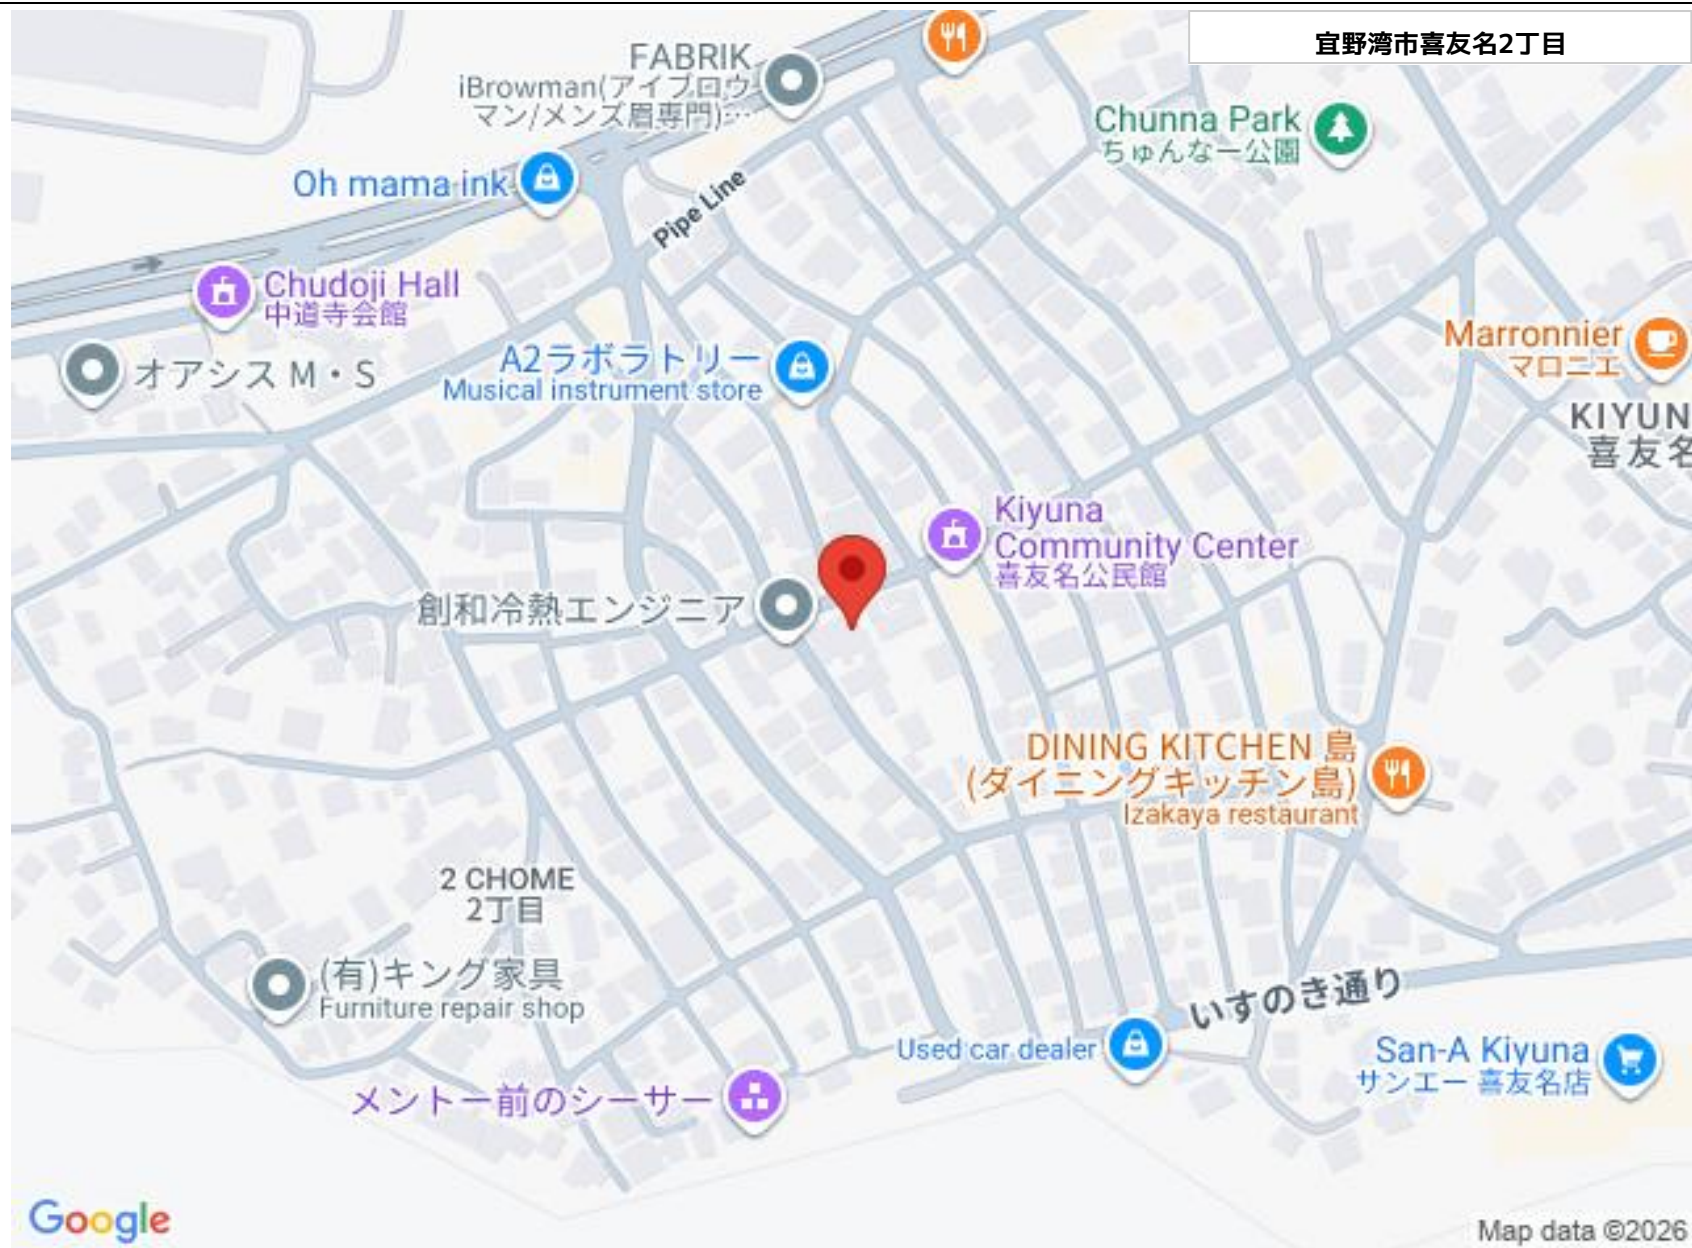 宜野湾市喜友名2丁目
FABRIK
iBrowman(アイブロウ
マン/メンズ眉専門)…
Chunna Park
ちゅんなー公園
Oh mama ink
Pipe Line
Chudoji Hall
中道寺会館
オアシス M・S
A2ラボラトリー
Musical instrument store
Marronnier
マロニエ
KIYUN
喜友名
Kiyuna
Community Center
喜友名公民館
創和冷熱エンジニア
DINING KITCHEN 島
(ダイニングキッチン島)
Izakaya restaurant
2 CHOME
2丁目
(有)キング家具
Furniture repair shop
いすのき通り
Used car dealer
San-A Kiyuna
サンエー 喜友名店
メントー前のシーサー
Google
Map data ©2026